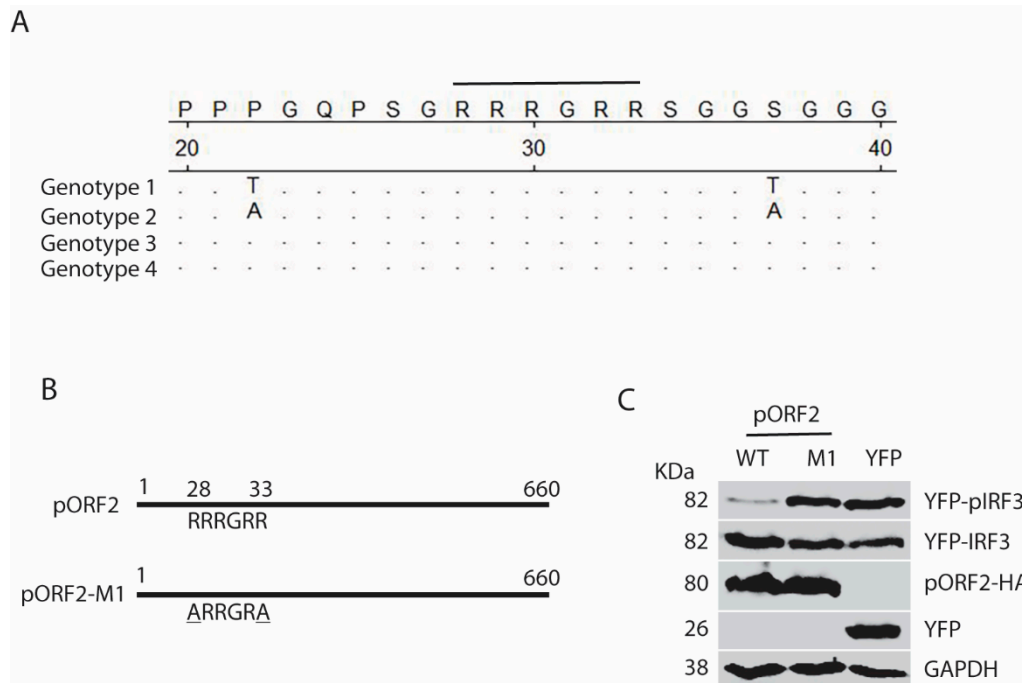 A
P P P G Q P S G R R R G R R S G G S G G G
20 30 40
Genotype 1 . . T . . . . . . . . . . . . . . T . . .
Genotype 2 . . A . . . . . . . . . . . . . . A . . .
Genotype 3 . . . . . . . . . . . . . . . . . . . . .
Genotype 4 . . . . . . . . . . . . . . . . . . . . .
B
1 28 33 660
pORF2
RRRGRR
1 660
pORF2-M1
ARRGRA
C
pORF2
KDa WT M1 YFP
82 YFP-pIRF3
82 YFP-IRF3
80 pORF2-HA
26 YFP
38 GAPDH